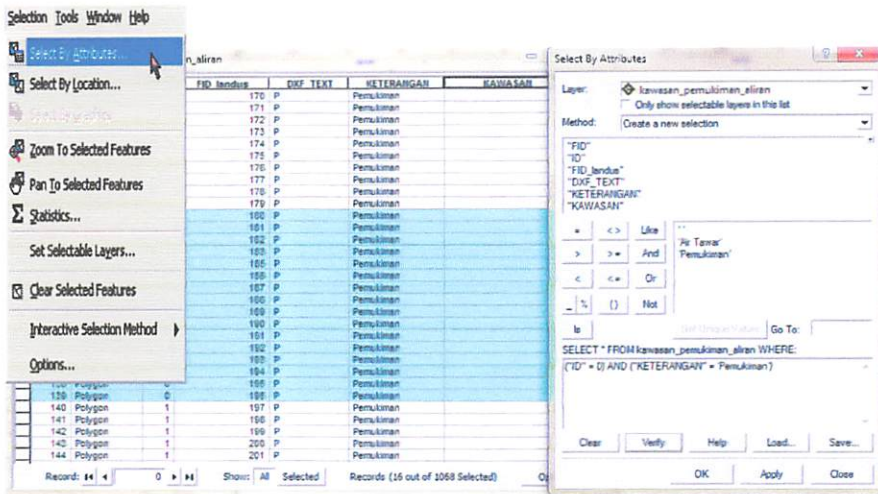 Selection Tools Window Help
Select By Attributes...
Select By Location...
Zoom To Selected Features
Pan To Selected Features
Statistics...
Set Selectable Layers...
Clear Selected Features
Interactive Selection Method
Options...
n_aliran
FID_landus DXF_TEXT KETERANGAN KAWASAN
170 P Pemukiman
171 P Pemukiman
172 P Pemukiman
173 P Pemukiman
174 P Pemukiman
175 P Pemukiman
176 P Pemukiman
177 P Pemukiman
178 P Pemukiman
179 P Pemukiman
180 P Pemukiman
181 P Pemukiman
182 P Pemukiman
P Pemukiman
P Pemukiman
P Pemukiman
187 P Pemukiman
P Pemukiman
P Pemukiman
190 P Pemukiman
191 P Pemukiman
192 P Pemukiman
193 P Pemukiman
194 P Pemukiman
Polygon 0 P Pemukiman
139 Polygon 0 P Pemukiman
140 Polygon 1 197 P Pemukiman
141 Polygon 1 198 P Pemukiman
142 Polygon 1 199 P Pemukiman
143 Polygon 1 200 P Pemukiman
144 Polygon 1 201 P Pemukiman
Record: 0 Show: All Selected Records (16 out of 1068 Selected) Op
Select By Attributes
Layer: kawasan_pemukiman_aliran
Only show selectable layers in this list
Method: Create a new selection
"FID"
"ID"
"FID_landus"
"DXF_TEXT"
"KETERANGAN"
"KAWASAN"
= <> Like
> >= And
< <= Or
_ % () Not
Is
''
'Air Tawar'
'Pemukiman'
Get Unique Values Go To:
SELECT * FROM kawasan_pemukiman_aliran WHERE:
("ID" = 0) AND ("KETERANGAN" = 'Pemukiman')
Clear Verify Help Load... Save...
OK Apply Close